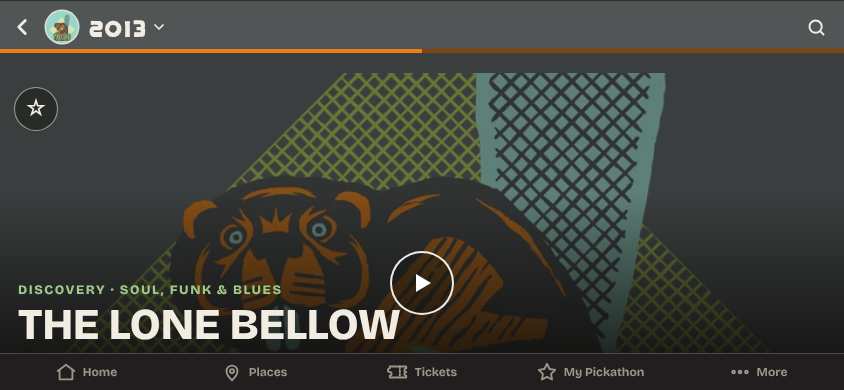 2013
DISCOVERY · SOUL, FUNK & BLUES
THE LONE BELLOW
Home Places Tickets My Pickathon More